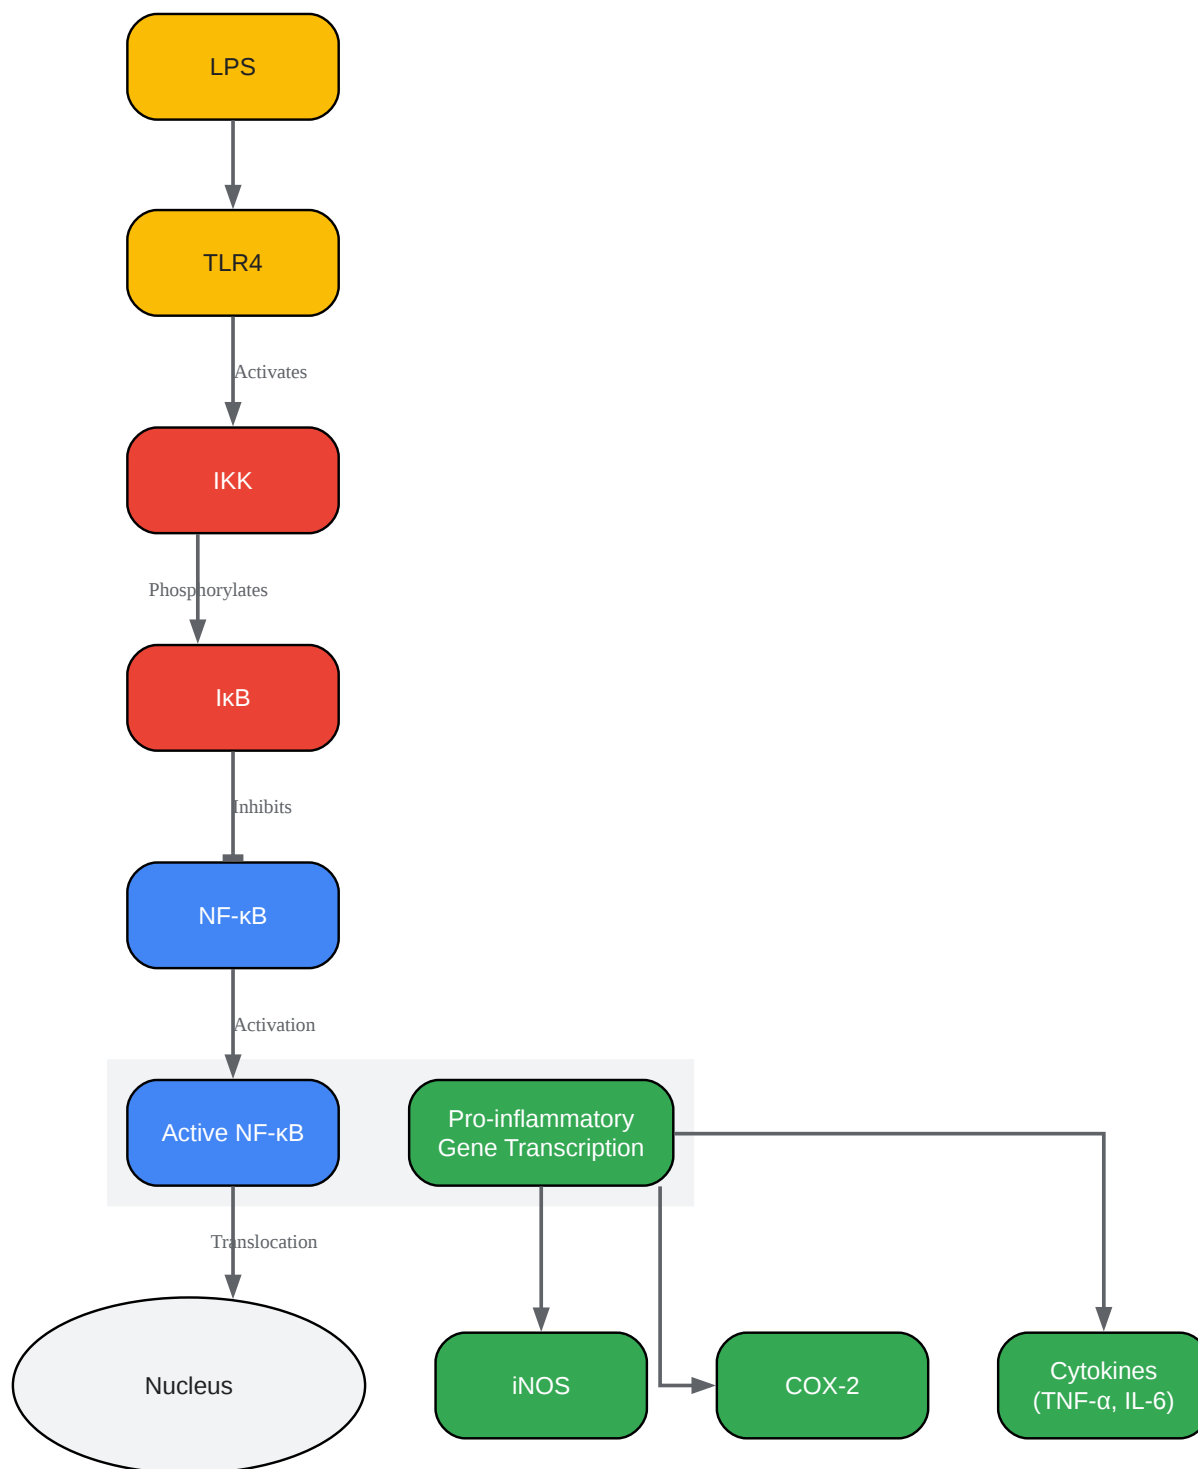 LPS
TLR4
Activates
IKK
Phosphorylates
IκB
Inhibits
NF-κB
Activation
Active NF-κB
Pro-inflammatory
Gene Transcription
Translocation
Nucleus
iNOS
COX-2
Cytokines
(TNF-α, IL-6)